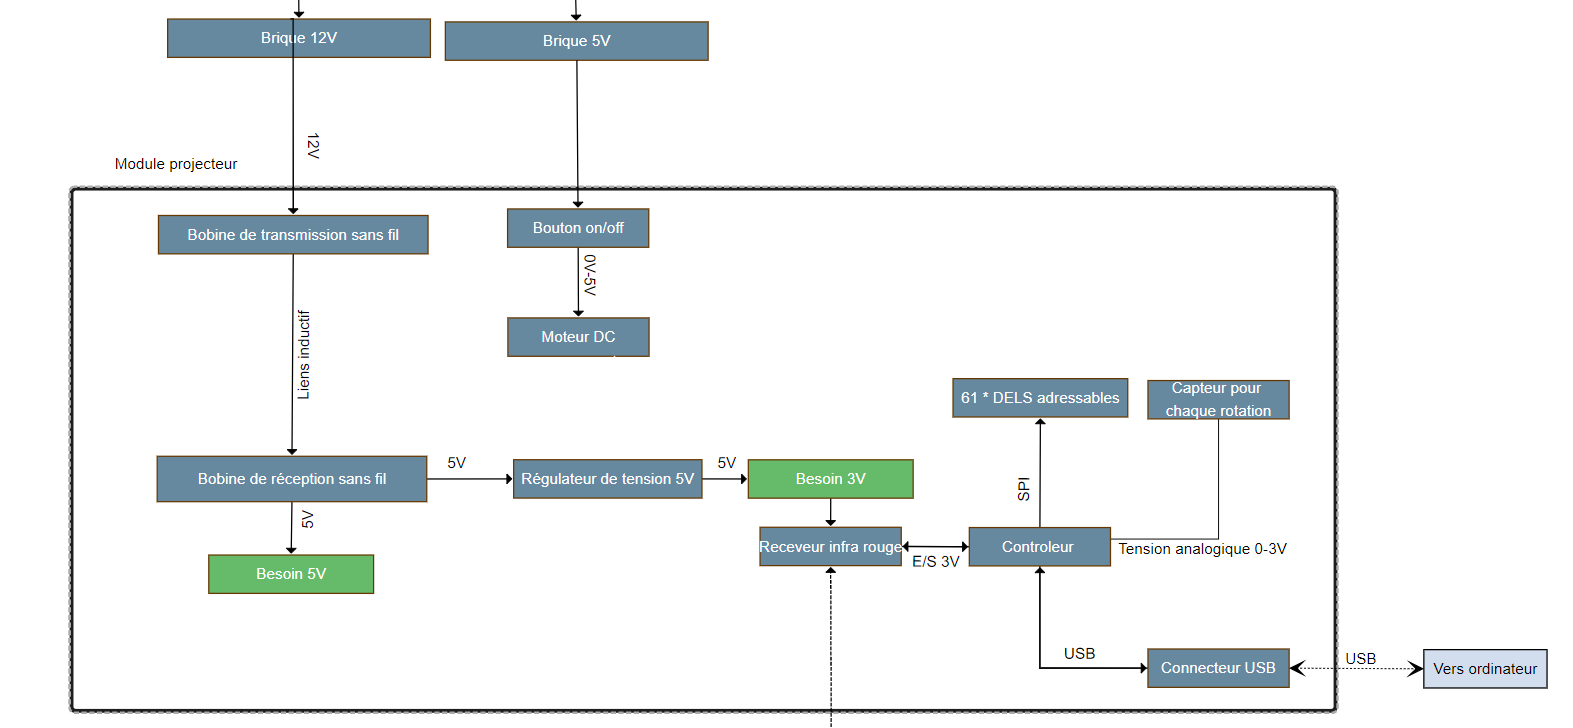 Brique 12V
Brique 5V
12V
Module projecteur
Bobine de transmission sans fil
Bouton on/off
0V-5V
Moteur DC
Liens inductif
61 * DELS adressables
Capteur pour
chaque rotation
Bobine de réception sans fil
5V
Régulateur de tension 5V
5V
Besoin 3V
SPI
5V
Receveur infra rouge
E/S 3V
Controleur
Tension analogique 0-3V
Besoin 5V
USB
Connecteur USB
USB
Vers ordinateur